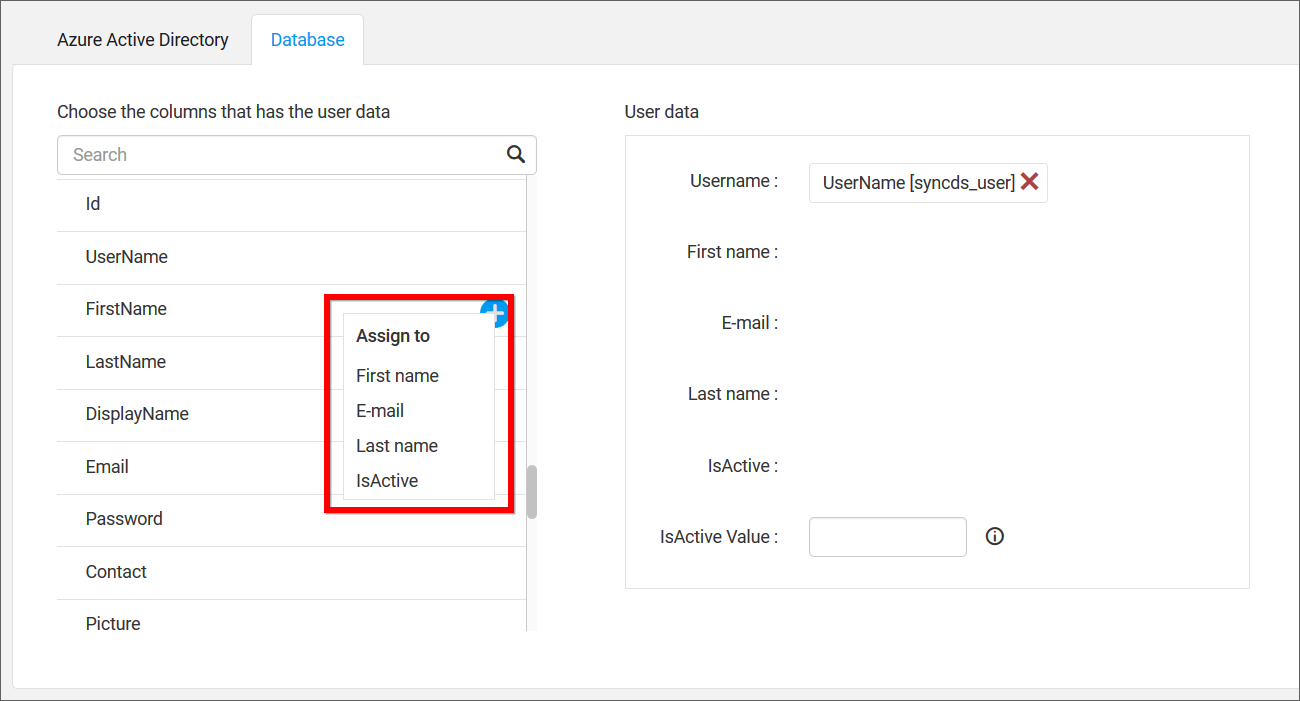 Azure Active Directory
Database
Choose the columns that has the user data
Search
Id
UserName
FirstName
LastName
DisplayName
Email
Password
Contact
Picture
Assign to
First name
E-mail
Last name
IsActive
User data
Username :
UserName [syncds_user]
First name :
E-mail :
Last name :
IsActive :
IsActive Value :